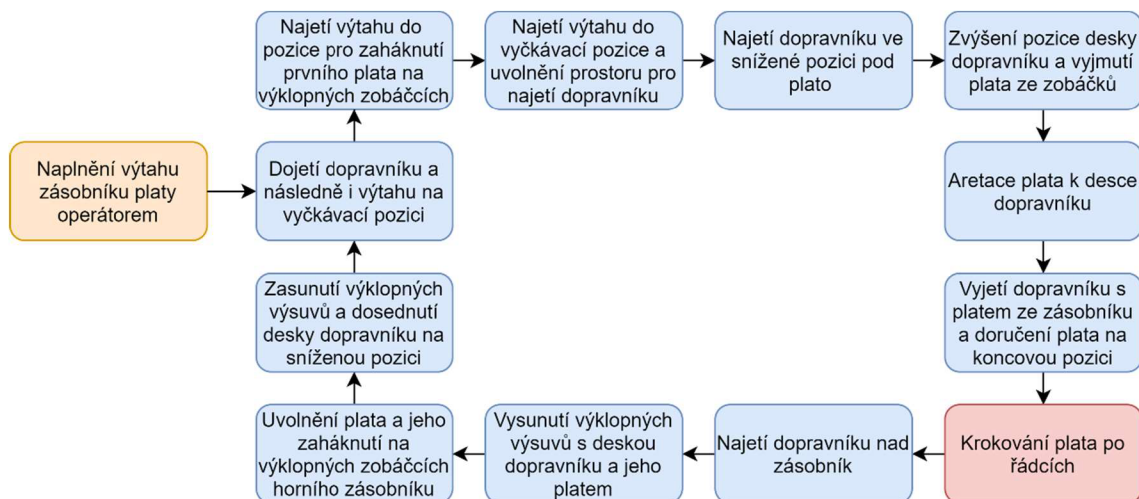 Najetí výtahu do
pozice pro zaháknutí
prvního plata na
výklopných zobáčcích
Najetí výtahu do
vyčkávací pozice a
uvolnění prostoru pro
najetí dopravníku
Najetí dopravníku ve
snížené pozici pod
plato
Zvýšení pozice desky
dopravníku a vyjmutí
plata ze zobáčků
Naplnění výtahu
zásobníku platy
operátorem
Dojetí dopravníku a
následně i výtahu na
vyčkávací pozici
Aretace plata k desce
dopravníku
Zasunutí výklopných
výsuvů a dosednutí
desky dopravníku na
sníženou pozici
Vyjetí dopravníku s
platem ze zásobníku
a doručení plata na
koncovou pozici
Uvolnění plata a jeho
zaháknutí na
výklopných zobáčcích
horního zásobníku
Vysunutí výklopných
výsuvů s deskou
dopravníku a jeho
platem
Najetí dopravníku nad
zásobník
Krokování plata po
řádcích